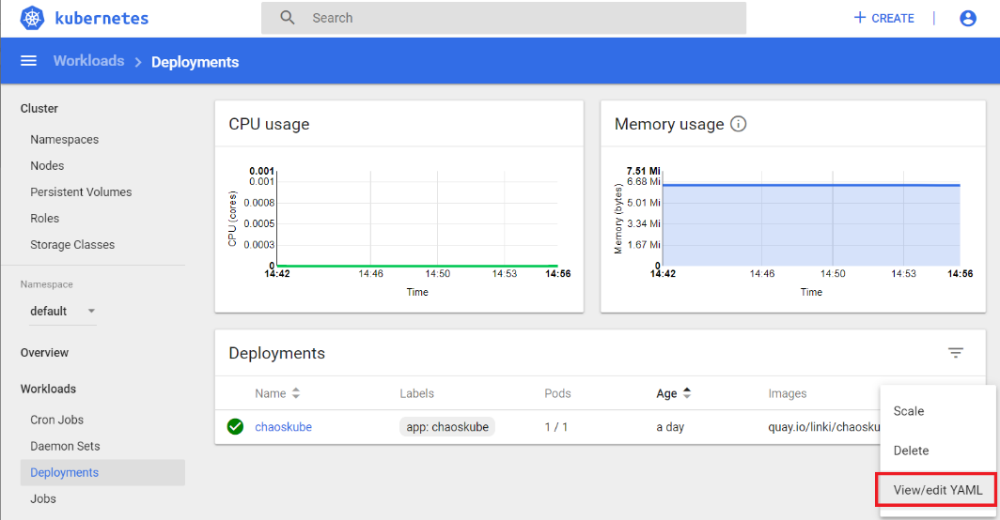 kubernetes
Search
CREATE
Workloads
Deployments
Cluster
Namespaces
Nodes
Persistent Volumes
Roles
Storage Classes
Namespace
default
Overview
Workloads
Cron Jobs
Daemon Sets
Deployments
Jobs
CPU usage
CPU (cores)
0.001
0.001
0.0008
0.0005
0.0003
0
14:42 14:46 14:50 14:53 14:56
Time
Memory usage
Memory (bytes)
7.51 Mi
6.68 Mi
5.01 Mi
3.34 Mi
1.67 Mi
0
14:42 14:46 14:50 14:53 14:56
Time
Deployments
Name Labels Pods Age Images
chaoskube app: chaoskube 1 / 1 a day quay.io/linki/chaosku
Scale
Delete
View/edit YAML